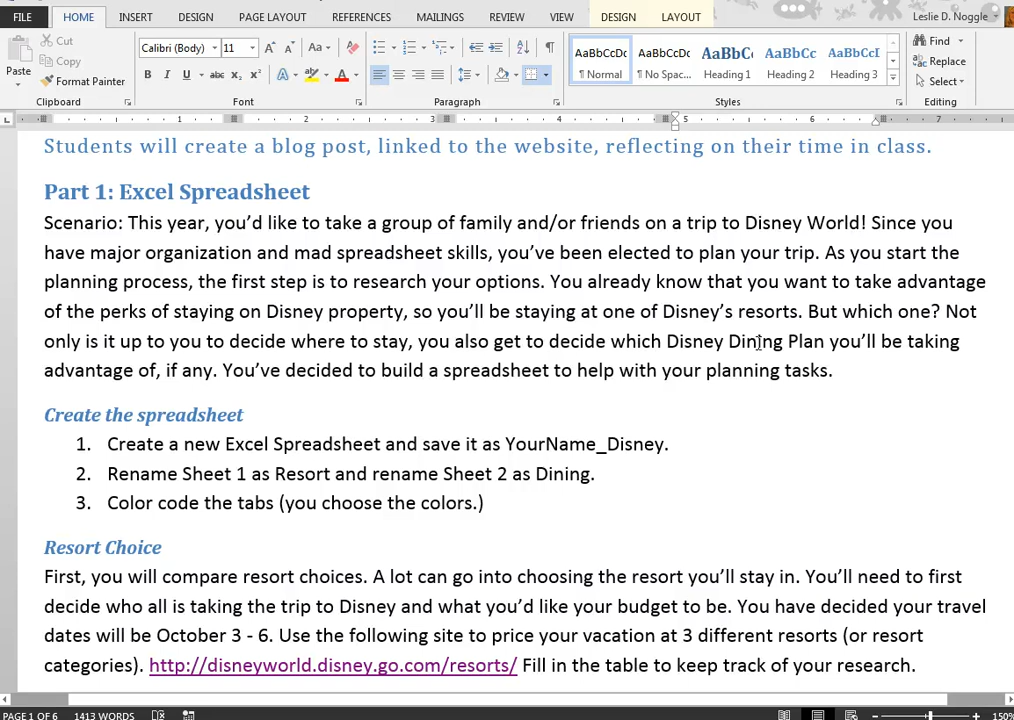 FILE HOME INSERT DESIGN PAGE LAYOUT REFERENCES MAILINGS REVIEW VIEW DESIGN LAYOUT Leslie D. Noggle
Cut
Copy
Paste
Format Painter
Clipboard
Calibri (Body) 11
Aa
B I U abc X₂ X²
A
Font
Paragraph
AaBbCcDc AaBbCcDc AaBbC AaBbCc AaBbCcI
¶ Normal ¶ No Spac... Heading 1 Heading 2 Heading 3
Styles
Find
Replace
Select
Editing
1 2 3 4 5 6 7
Students will create a blog post, linked to the website, reflecting on their time in class.
Part 1: Excel Spreadsheet
Scenario: This year, you’d like to take a group of family and/or friends on a trip to Disney World! Since you
have major organization and mad spreadsheet skills, you’ve been elected to plan your trip. As you start the
planning process, the first step is to research your options. You already know that you want to take advantage
of the perks of staying on Disney property, so you’ll be staying at one of Disney’s resorts. But which one? Not
only is it up to you to decide where to stay, you also get to decide which Disney Dining Plan you’ll be taking
advantage of, if any. You’ve decided to build a spreadsheet to help with your planning tasks.
Create the spreadsheet
1. Create a new Excel Spreadsheet and save it as YourName_Disney.
2. Rename Sheet 1 as Resort and rename Sheet 2 as Dining.
3. Color code the tabs (you choose the colors.)
Resort Choice
First, you will compare resort choices. A lot can go into choosing the resort you’ll stay in. You’ll need to first
decide who all is taking the trip to Disney and what you’d like your budget to be. You have decided your travel
dates will be October 3 - 6. Use the following site to price your vacation at 3 different resorts (or resort
categories). http://disneyworld.disney.go.com/resorts/ Fill in the table to keep track of your research.
PAGE 1 OF 6 1413 WORDS 150%